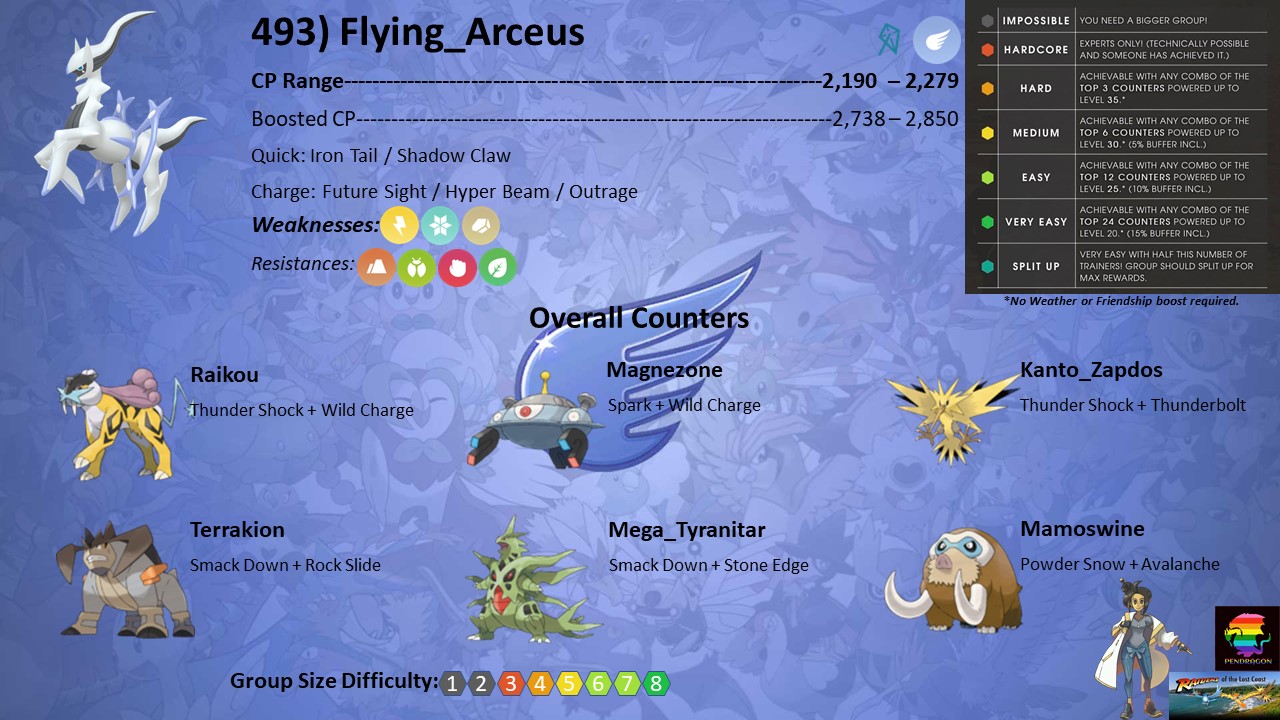 493) Flying_Arceus
CP Range--------------------------------------------------------------------2,190 – 2,279
Boosted CP--------------------------------------------------------------------2,738 – 2,850
Quick: Iron Tail / Shadow Claw
Charge: Future Sight / Hyper Beam / Outrage
Weaknesses:
Resistances:
IMPOSSIBLE YOU NEED A BIGGER GROUP!
HARDCORE EXPERTS ONLY! (TECHNICALLY POSSIBLE
AND SOMEONE HAS ACHIEVED IT.)
HARD ACHIEVABLE WITH ANY COMBO OF THE
TOP 3 COUNTERS POWERED UP TO
LEVEL 35.*
MEDIUM ACHIEVABLE WITH ANY COMBO OF THE
TOP 6 COUNTERS POWERED UP TO
LEVEL 30.* (5% BUFFER INCL.)
EASY ACHIEVABLE WITH ANY COMBO OF THE
TOP 12 COUNTERS POWERED UP TO
LEVEL 25.* (10% BUFFER INCL.)
VERY EASY ACHIEVABLE WITH ANY COMBO OF THE
TOP 24 COUNTERS POWERED UP TO
LEVEL 20.* (15% BUFFER INCL.)
SPLIT UP VERY EASY WITH HALF THIS NUMBER OF
TRAINERS! GROUP SHOULD SPLIT UP FOR
MAX REWARDS.
*No Weather or Friendship boost required.
Overall Counters
Raikou
Thunder Shock + Wild Charge
Magnezone
Spark + Wild Charge
Kanto_Zapdos
Thunder Shock + Thunderbolt
Terrakion
Smack Down + Rock Slide
Mega_Tyranitar
Smack Down + Stone Edge
Mamoswine
Powder Snow + Avalanche
Group Size Difficulty: 1 2 3 4 5 6 7 8
PENDRAGON
RAIDERS of the Lost Coast